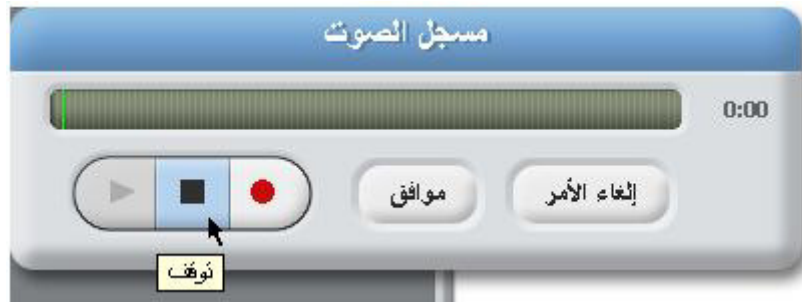 مسجل الصوت
0:00
موافق
إلغاء الأمر
توقف